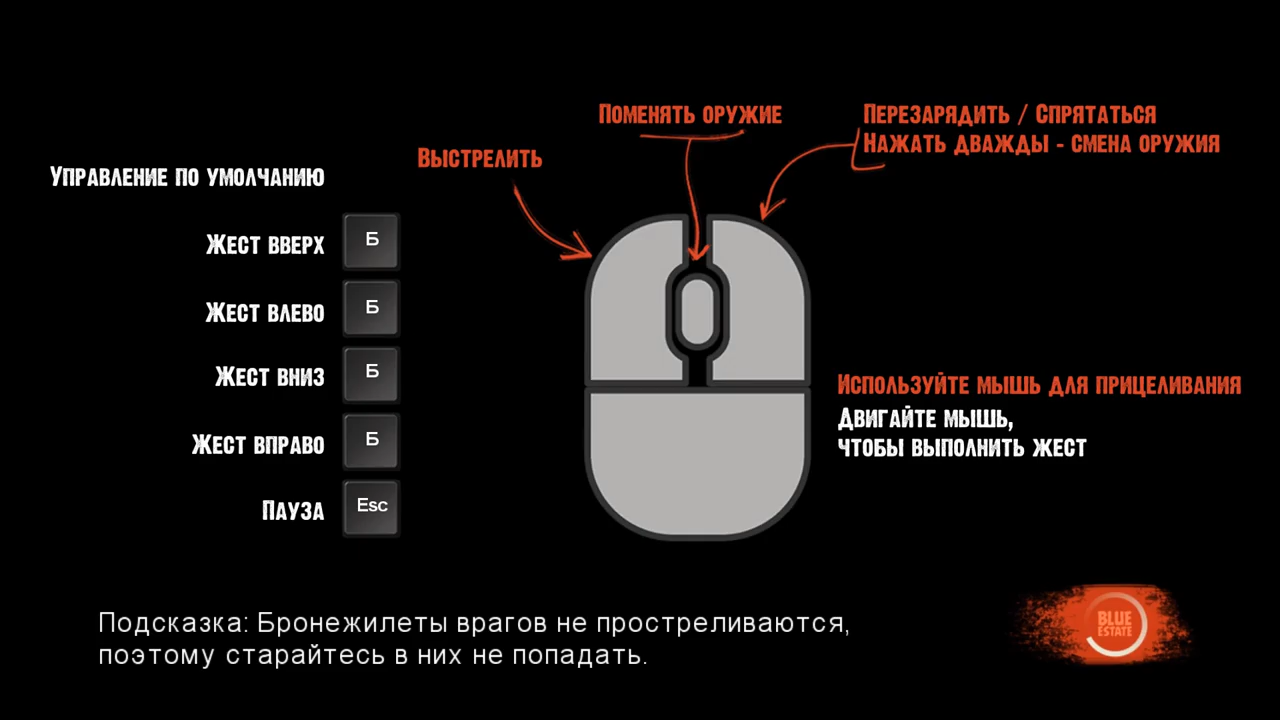 Поменять оружие
Перезарядить / Спрятаться
Нажать дважды - смена оружия
Выстрелить
Управление по умолчанию
Жест вверх Б
Жест влево Б
Жест вниз Б
Жест вправо Б
Пауза Esc
Используйте мышь для прицеливания
Двигайте мышь,
чтобы выполнить жест
Подсказка: Бронежилеты врагов не простреливаются,
поэтому старайтесь в них не попадать.
BLUE
ESTATE